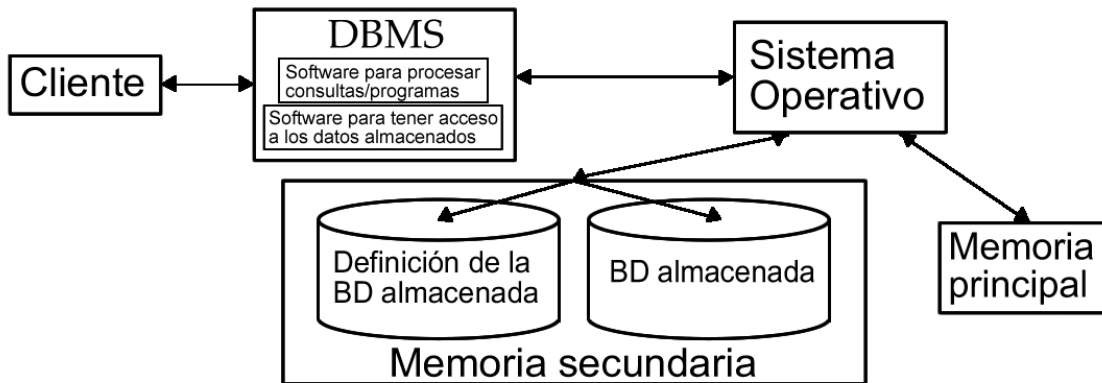 Cliente
DBMS
Software para procesar
consultas/programas
Software para tener acceso
a los datos almacenados
Sistema
Operativo
Definición de la
BD almacenada
BD almacenada
Memoria
principal
Memoria secundaria